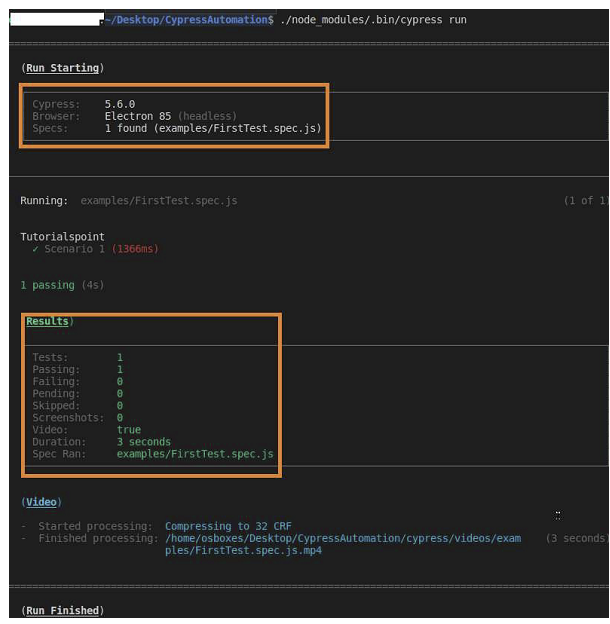 :~/Desktop/CypressAutomation$ ./node_modules/.bin/cypress run
(Run Starting)
Cypress: 5.6.0
Browser: Electron 85 (headless)
Specs: 1 found (examples/FirstTest.spec.js)
Running: examples/FirstTest.spec.js (1 of 1)
Tutorialspoint
✓ Scenario 1 (1366ms)
1 passing (4s)
(Results)
Tests: 1
Passing: 1
Failing: 0
Pending: 0
Skipped: 0
Screenshots: 0
Video: true
Duration: 3 seconds
Spec Ran: examples/FirstTest.spec.js
(Video)
- Started processing: Compressing to 32 CRF
- Finished processing: /home/osboxes/Desktop/CypressAutomation/cypress/videos/exam (3 seconds)
ples/FirstTest.spec.js.mp4
(Run Finished)